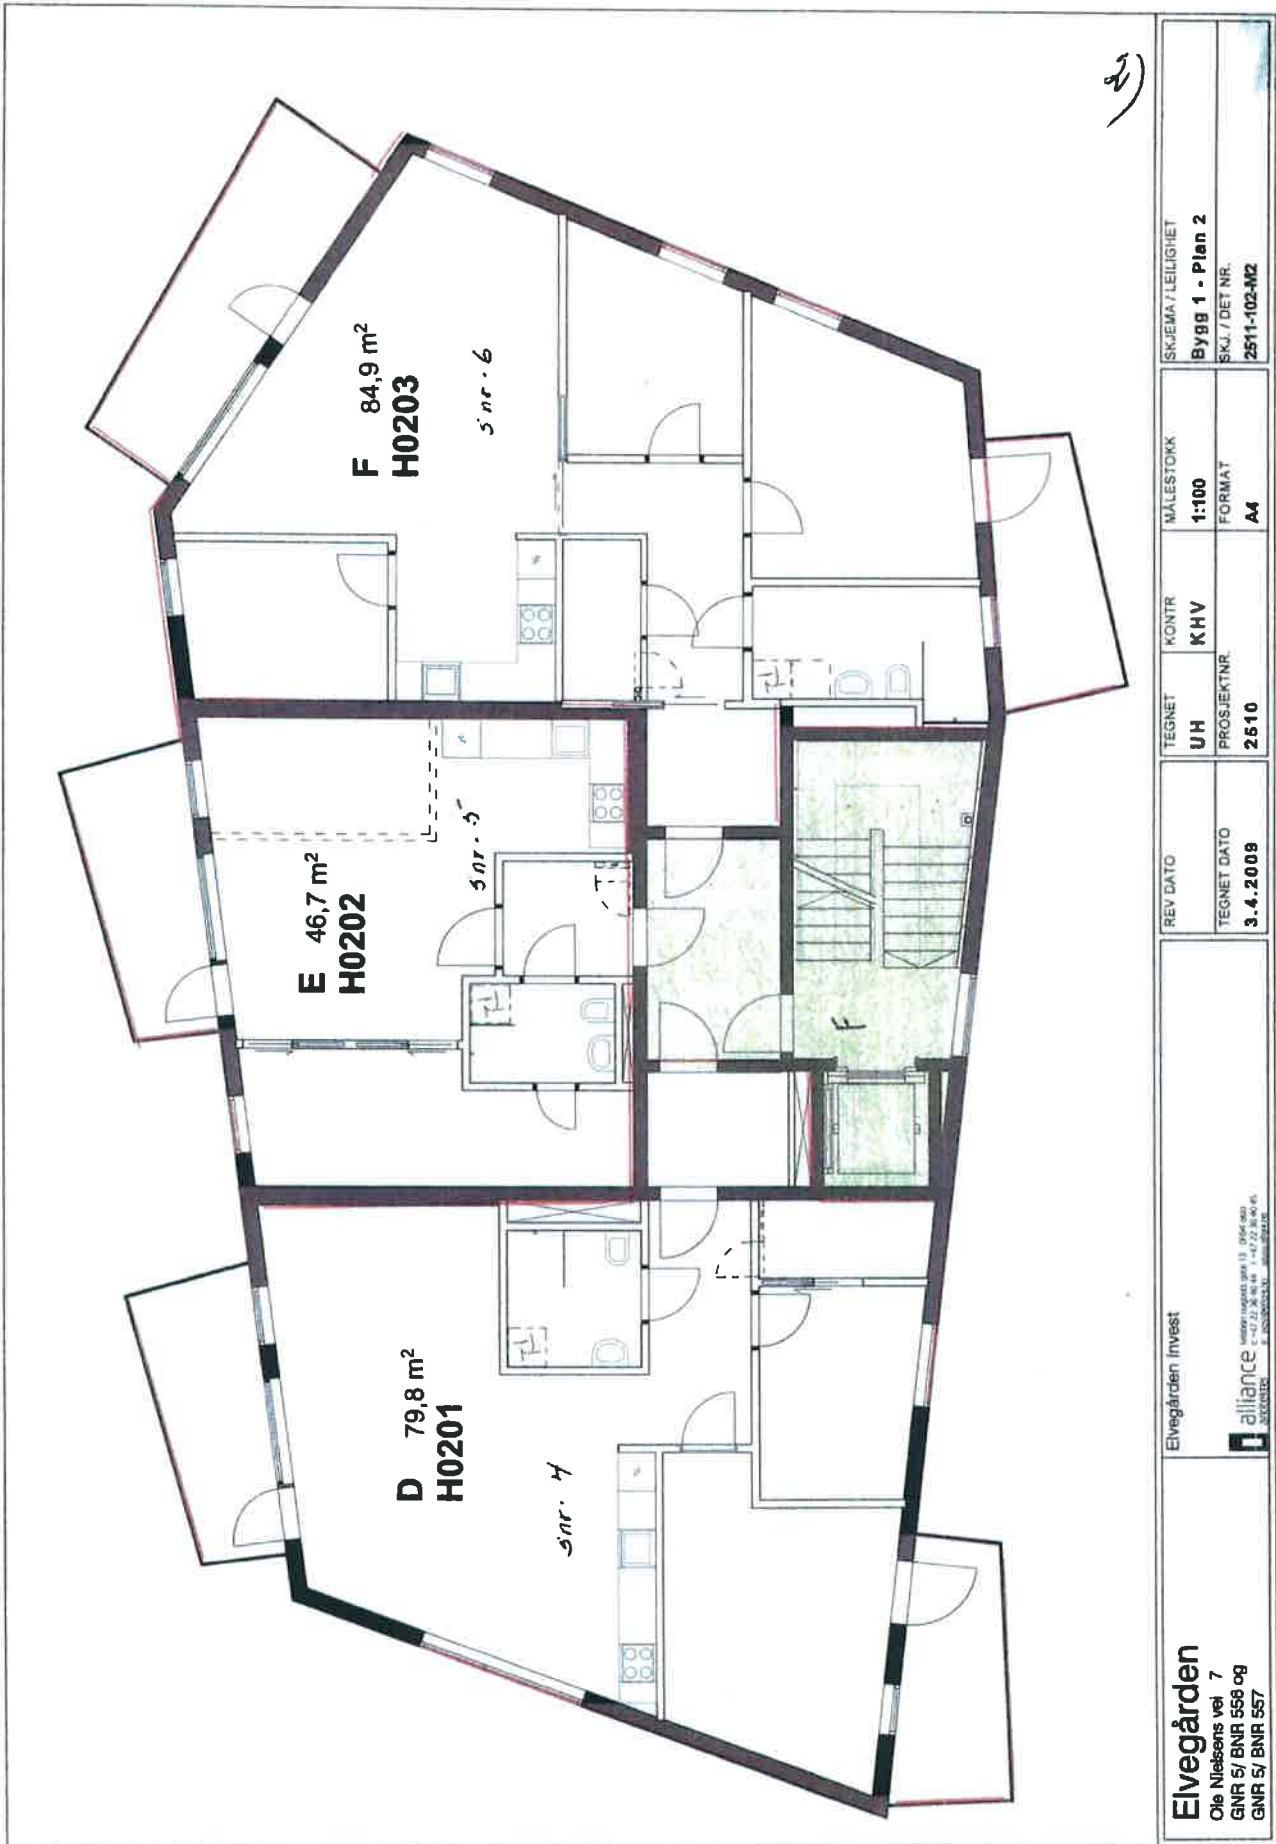 D 79,8 m²
H0201
snr. 4
E 46,7 m²
H0202
snr. 5
F 84,9 m²
H0203
snr. 6
F
Elvegården
Ole Nielsens vei 7
GNR 5/ BNR 556 og
GNR 5/ BNR 557
Elvegården Invest
alliance
arkitekter
REV DATO
TEGNET DATO
3.4.2009
TEGNET
UH
KONTR
KHV
PROSJEKTNR.
2510
MÅLESTOKK
1:100
FORMAT
A4
SKJEMA / LEILIGHET
Bygg 1 - Plan 2
SKJ. / DET NR.
2511-102-M2